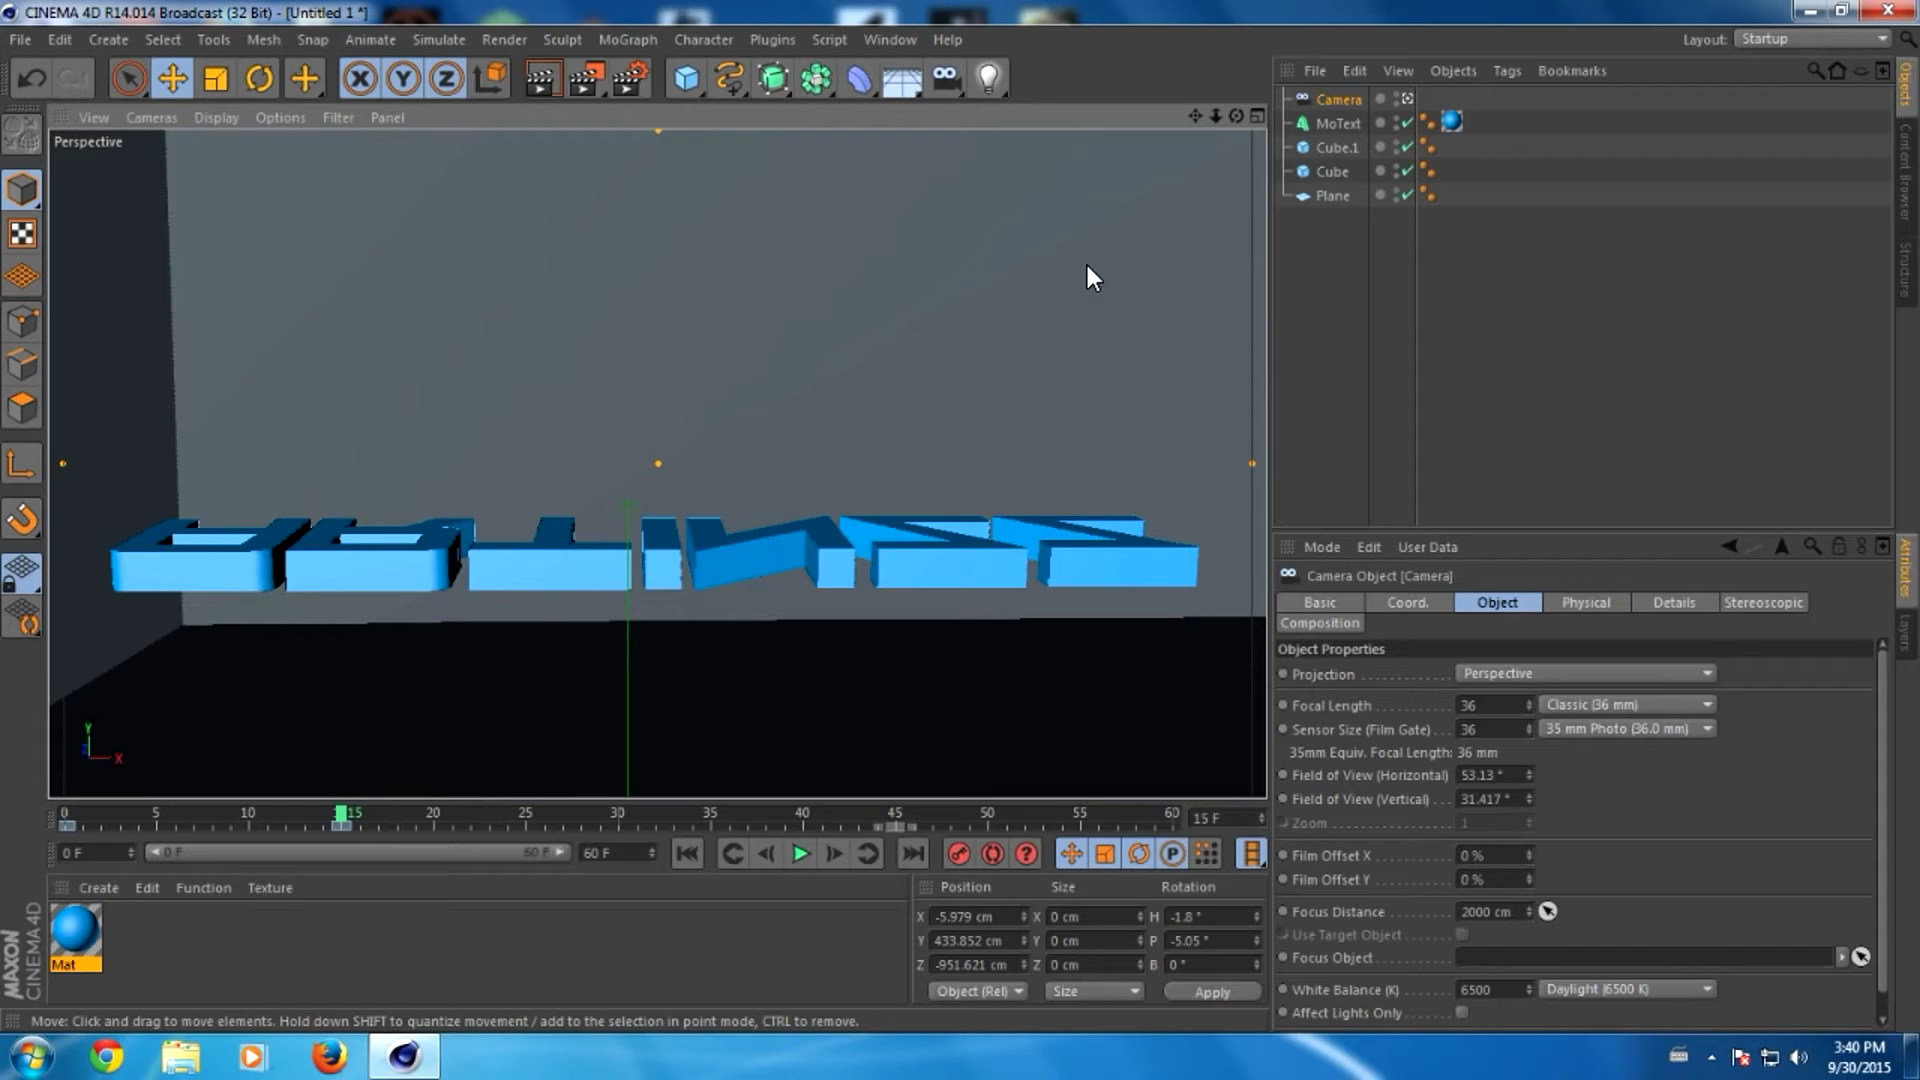 CINEMA 4D R14.014 Broadcast (32 Bit) - [Untitled 1 *]
File Edit Create Select Tools Mesh Snap Animate Simulate Render Sculpt MoGraph Character Plugins Script Window Help Layout: Startup
X Y Z
File Edit View Objects Tags Bookmarks
View Cameras Display Options Filter Panel
Perspective
Camera
MoText
Cube.1
Cube
Plane
Objects
Content Browser
Structure
Y
Z
X
Mode Edit User Data
Camera Object [Camera]
Basic Coord. Object Physical Details Stereoscopic
Composition
Object Properties
Projection Perspective
Focal Length 36 Classic (36 mm)
Sensor Size (Film Gate) 36 35 mm Photo (36.0 mm)
35mm Equiv. Focal Length: 36 mm
Field of View (Horizontal) 53.13 °
Field of View (Vertical) 31.417 °
Zoom 1
Film Offset X 0 %
Film Offset Y 0 %
Focus Distance 2000 cm
Use Target Object
Focus Object
White Balance (K) 6500 Daylight (6500 K)
Affect Lights Only
Attributes
Layers
0 5 10 15 20 25 30 35 40 45 50 55 60 15 F
0 F 0 F 60 F 60 F
P
Create Edit Function Texture
Mat
MAXON
CINEMA 4D
Position Size Rotation
X -5.979 cm X 0 cm H -1.8 °
Y 433.852 cm Y 0 cm P -5.05 °
Z -951.621 cm Z 0 cm B 0 °
Object (Rel) Size Apply
Move: Click and drag to move elements. Hold down SHIFT to quantize movement / add to the selection in point mode, CTRL to remove.
3:40 PM
9/30/2015